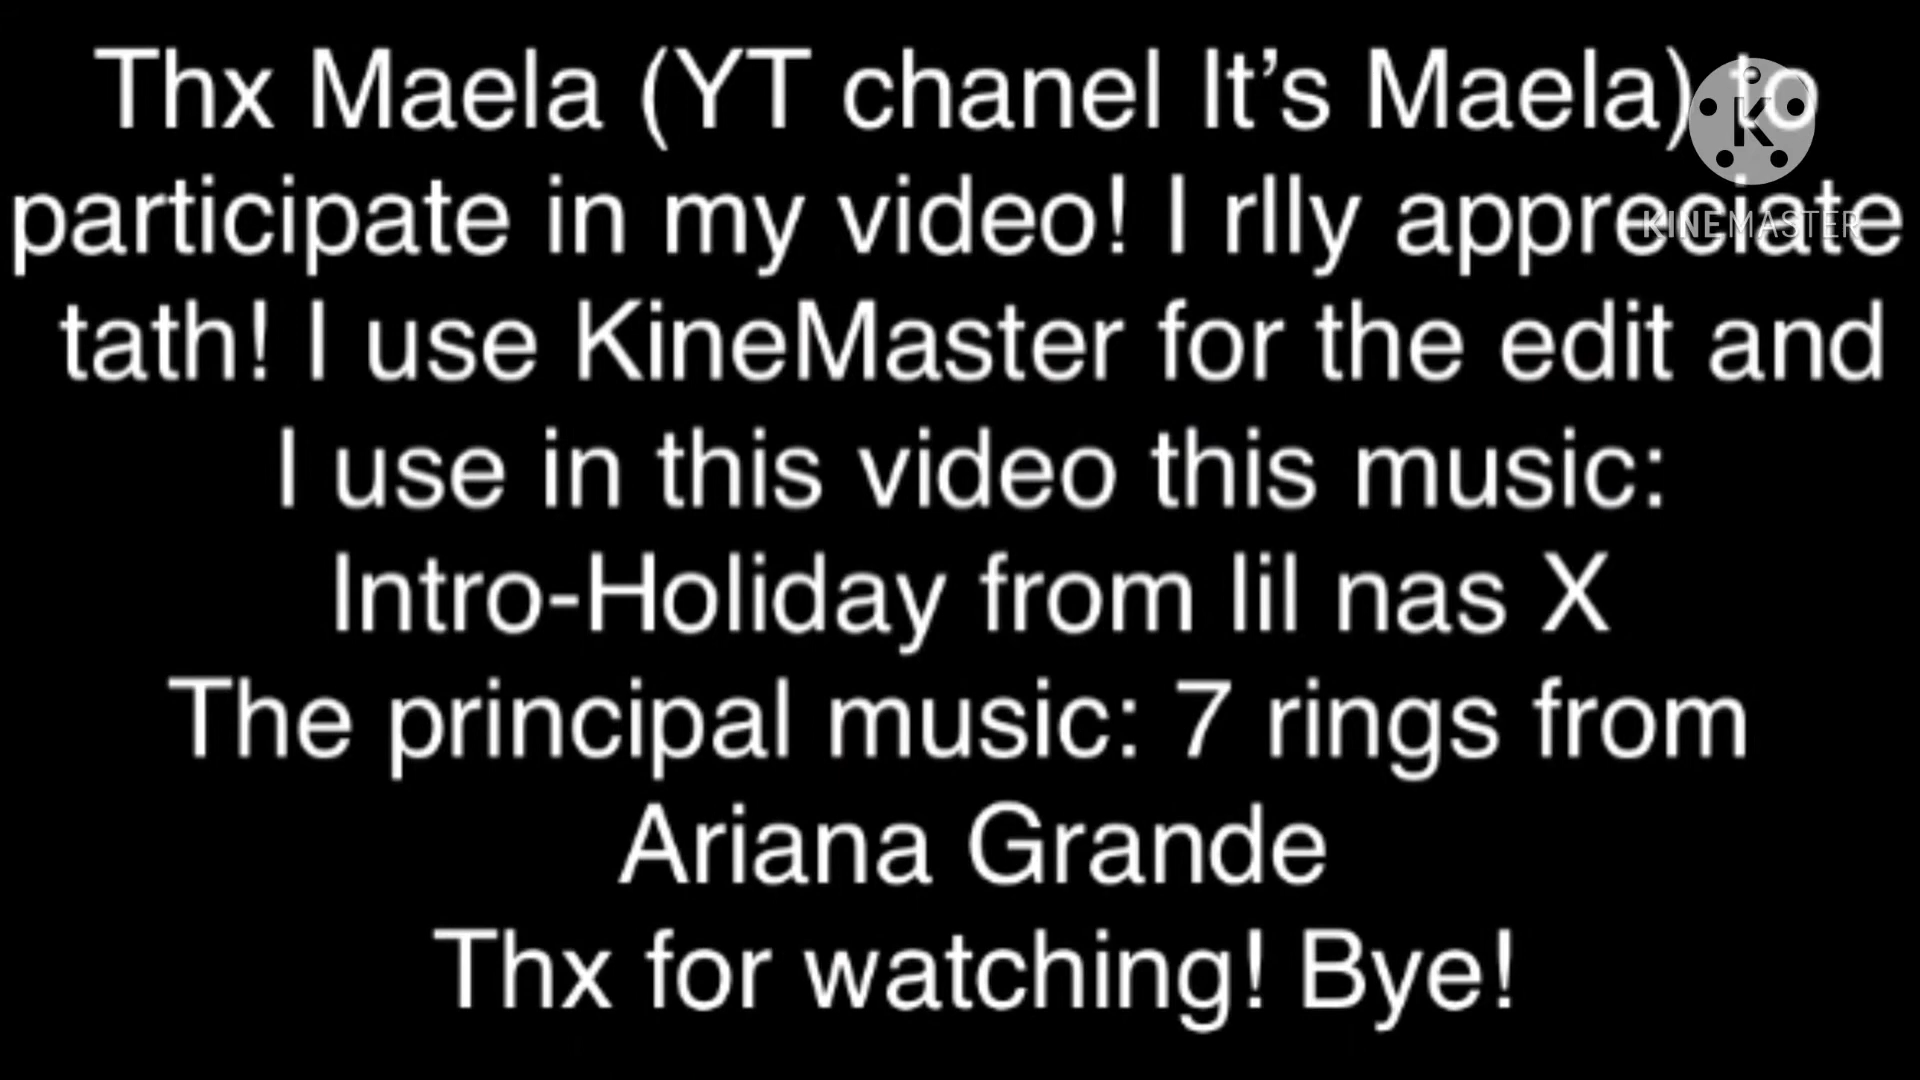 Thx Maela (YT chanel It’s Maela) to
participate in my video! I rlly appreciate
tath! I use KineMaster for the edit and
I use in this video this music:
Intro-Holiday from lil nas X
The principal music: 7 rings from
Ariana Grande
Thx for watching! Bye!
K
KINEMASTER